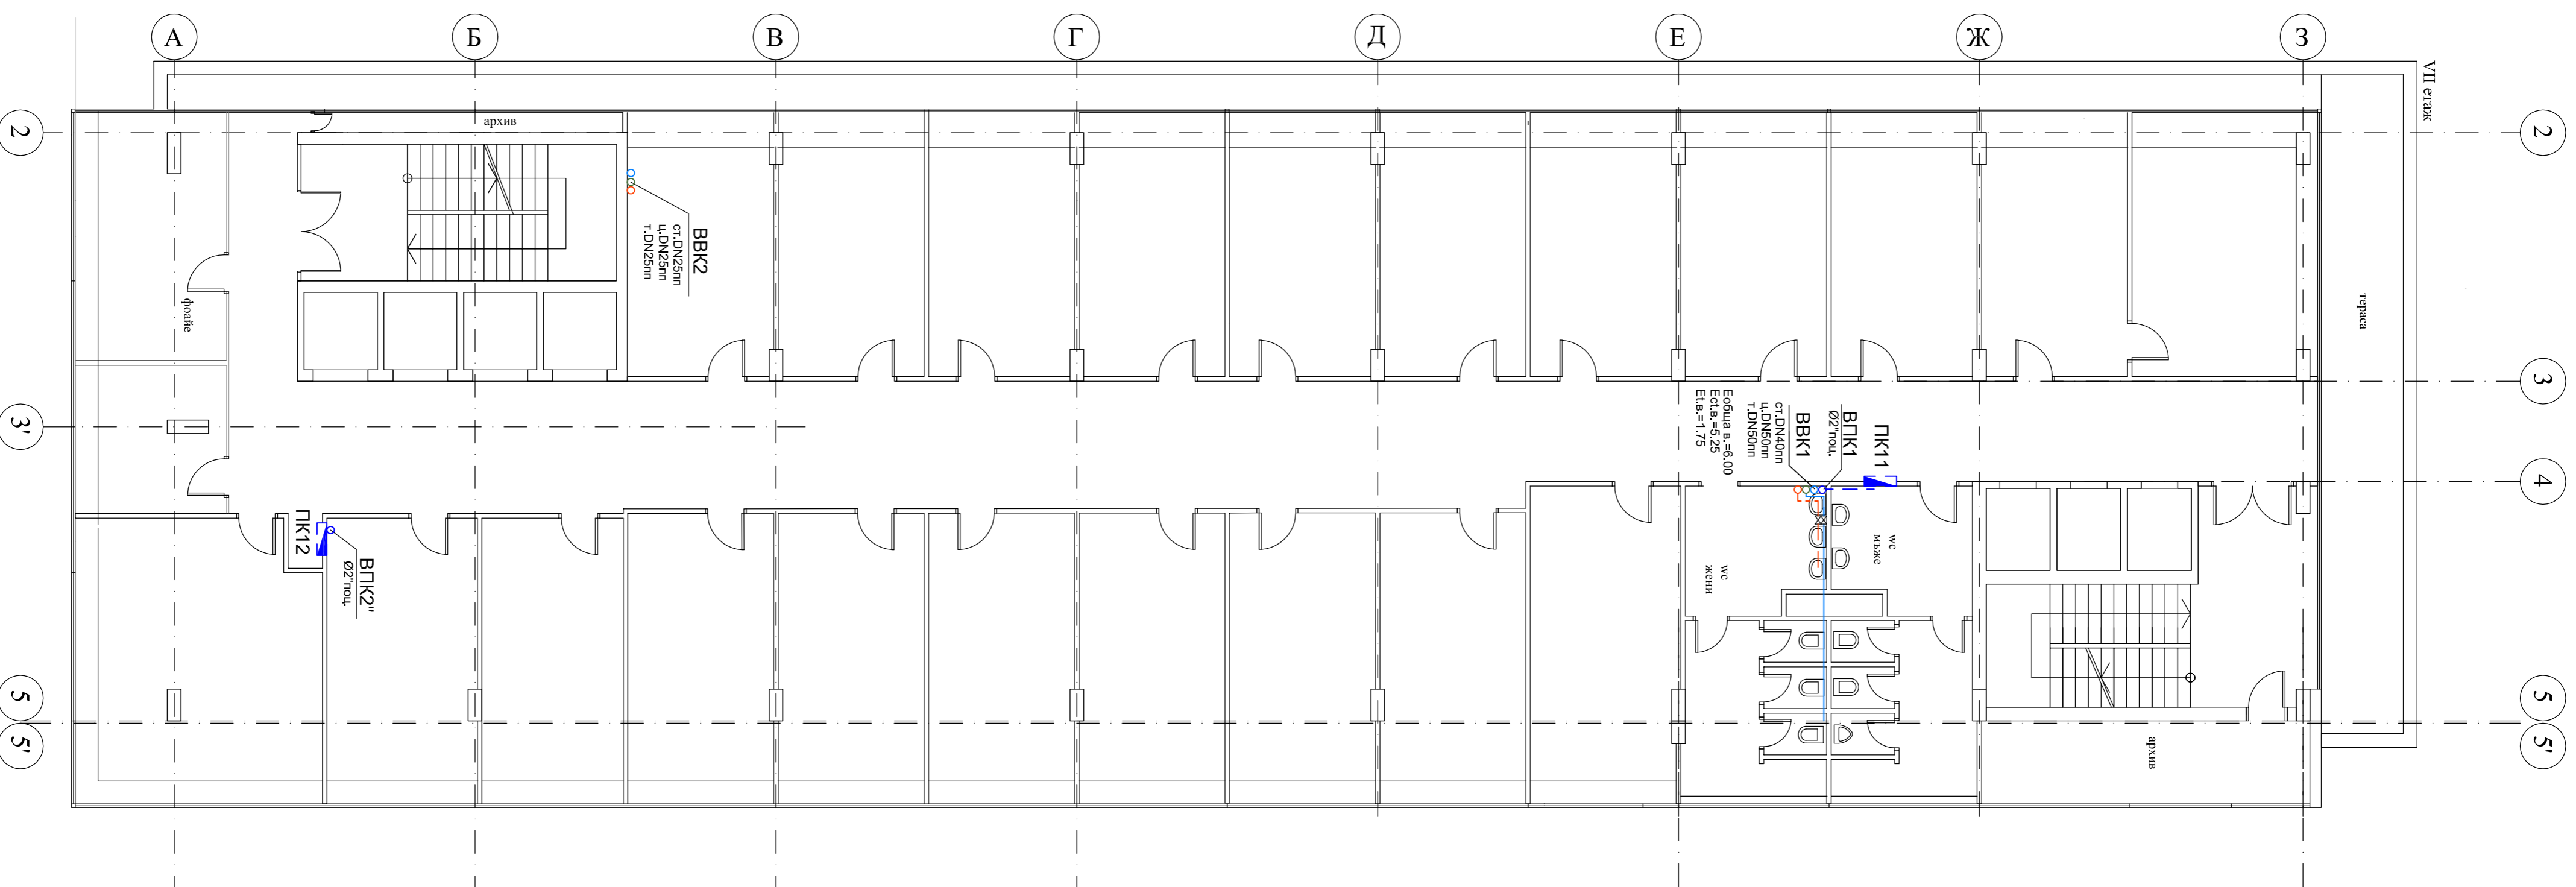 А
Б
В
Г
Д
Е
Ж
З
VII етаж
2
2
архив
ВВК2
ст.DN25пп
ц.DN25пп
т.DN25пп
фоайе
тераса
3
3'
4
ПК11
ВПК1
Ø2"поц.
ВВК1
ст.DN40пп
ц.DN50пп
т.DN50пп
Еобща в.=6.00
Ест.в.=5.25
Ет.в.=1.75
wc
мъже
wc
жени
ПК12
ВПК2"
Ø2"поц.
5
5
5'
5'
архив